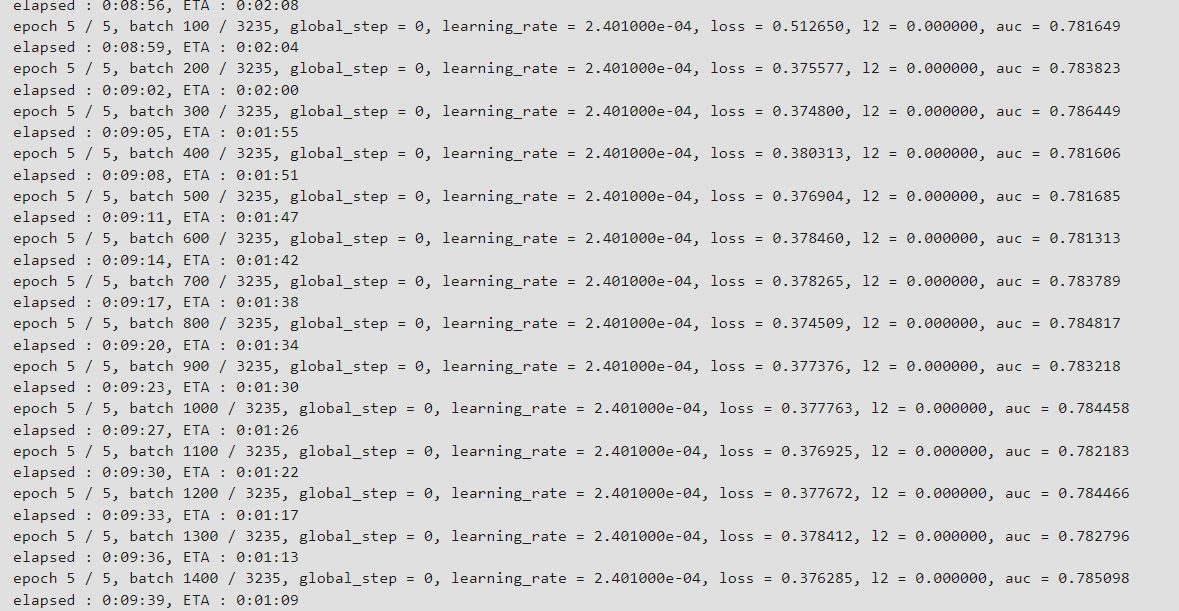 elapsed : 0:08:56, ETA : 0:02:08
epoch 5 / 5, batch 100 / 3235, global_step = 0, learning_rate = 2.401000e-04, loss = 0.512650, l2 = 0.000000, auc = 0.781649
elapsed : 0:08:59, ETA : 0:02:04
epoch 5 / 5, batch 200 / 3235, global_step = 0, learning_rate = 2.401000e-04, loss = 0.375577, l2 = 0.000000, auc = 0.783823
elapsed : 0:09:02, ETA : 0:02:00
epoch 5 / 5, batch 300 / 3235, global_step = 0, learning_rate = 2.401000e-04, loss = 0.374800, l2 = 0.000000, auc = 0.786449
elapsed : 0:09:05, ETA : 0:01:55
epoch 5 / 5, batch 400 / 3235, global_step = 0, learning_rate = 2.401000e-04, loss = 0.380313, l2 = 0.000000, auc = 0.781606
elapsed : 0:09:08, ETA : 0:01:51
epoch 5 / 5, batch 500 / 3235, global_step = 0, learning_rate = 2.401000e-04, loss = 0.376904, l2 = 0.000000, auc = 0.781685
elapsed : 0:09:11, ETA : 0:01:47
epoch 5 / 5, batch 600 / 3235, global_step = 0, learning_rate = 2.401000e-04, loss = 0.378460, l2 = 0.000000, auc = 0.781313
elapsed : 0:09:14, ETA : 0:01:42
epoch 5 / 5, batch 700 / 3235, global_step = 0, learning_rate = 2.401000e-04, loss = 0.378265, l2 = 0.000000, auc = 0.783789
elapsed : 0:09:17, ETA : 0:01:38
epoch 5 / 5, batch 800 / 3235, global_step = 0, learning_rate = 2.401000e-04, loss = 0.374509, l2 = 0.000000, auc = 0.784817
elapsed : 0:09:20, ETA : 0:01:34
epoch 5 / 5, batch 900 / 3235, global_step = 0, learning_rate = 2.401000e-04, loss = 0.377376, l2 = 0.000000, auc = 0.783218
elapsed : 0:09:23, ETA : 0:01:30
epoch 5 / 5, batch 1000 / 3235, global_step = 0, learning_rate = 2.401000e-04, loss = 0.377763, l2 = 0.000000, auc = 0.784458
elapsed : 0:09:27, ETA : 0:01:26
epoch 5 / 5, batch 1100 / 3235, global_step = 0, learning_rate = 2.401000e-04, loss = 0.376925, l2 = 0.000000, auc = 0.782183
elapsed : 0:09:30, ETA : 0:01:22
epoch 5 / 5, batch 1200 / 3235, global_step = 0, learning_rate = 2.401000e-04, loss = 0.377672, l2 = 0.000000, auc = 0.784466
elapsed : 0:09:33, ETA : 0:01:17
epoch 5 / 5, batch 1300 / 3235, global_step = 0, learning_rate = 2.401000e-04, loss = 0.378412, l2 = 0.000000, auc = 0.782796
elapsed : 0:09:36, ETA : 0:01:13
epoch 5 / 5, batch 1400 / 3235, global_step = 0, learning_rate = 2.401000e-04, loss = 0.376285, l2 = 0.000000, auc = 0.785098
elapsed : 0:09:39, ETA : 0:01:09